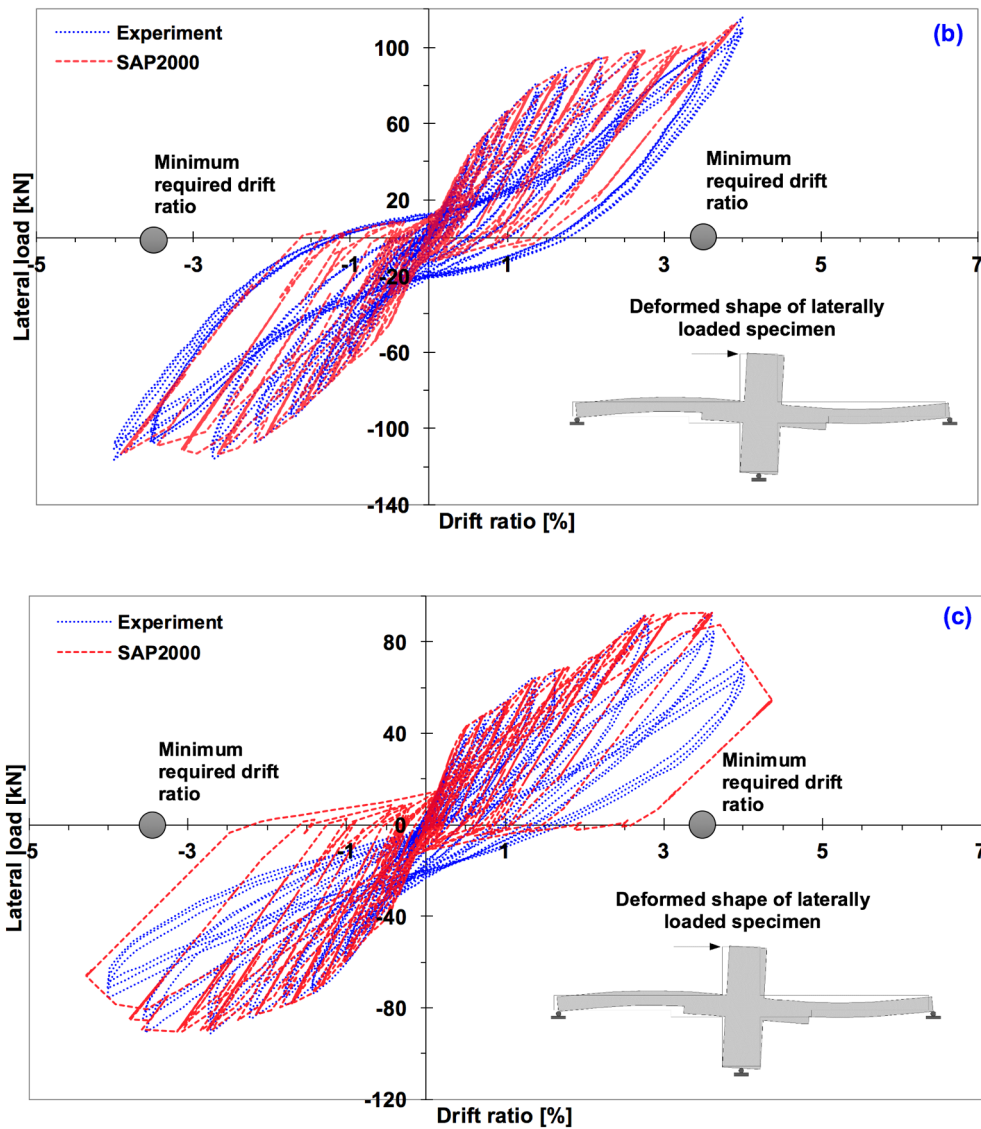 (b)
Experiment
SAP2000
100
60
20
Minimum
required drift
ratio
Minimum
required drift
ratio
Lateral load [kN]
-5
-3
-1
1
3
5
7
-20
-60
-100
-140
Deformed shape of laterally
loaded specimen
Drift ratio [%]
(c)
Experiment
SAP2000
80
40
0
Minimum
required drift
ratio
Minimum
required drift
ratio
Lateral load [kN]
5
-3
-1
1
3
5
7
-40
-80
-120
Deformed shape of laterally
loaded specimen
Drift ratio [%]